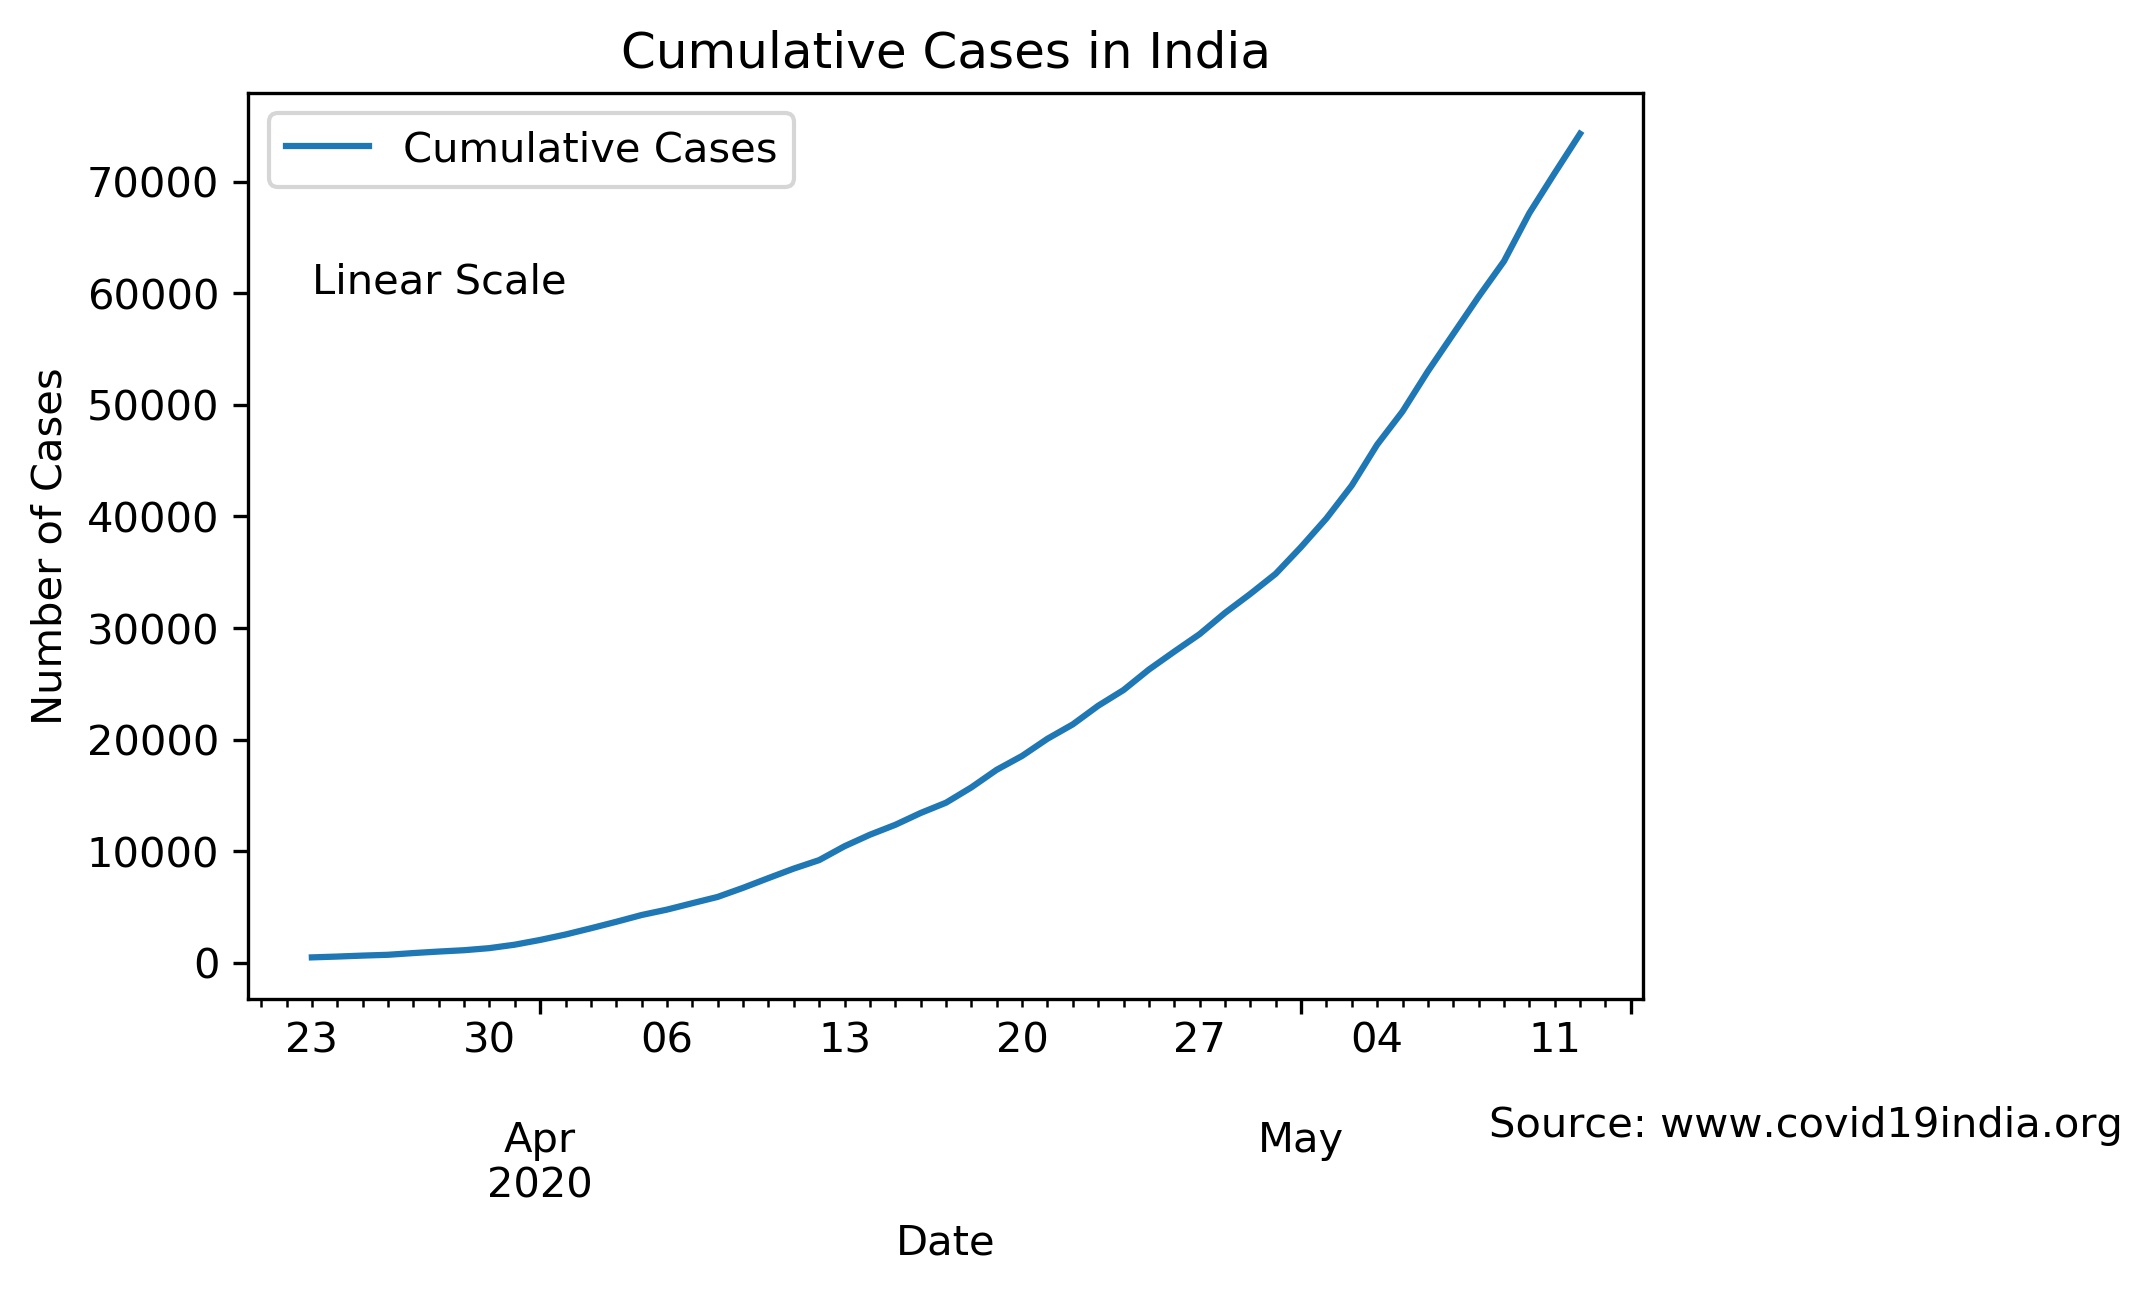 Cumulative Cases in India
Cumulative Cases
Linear Scale
Number of Cases
70000
60000
50000
40000
30000
20000
10000
0
23 30 06 13 20 27 04 11
Apr May
2020
Source: www.covid19india.org
Date